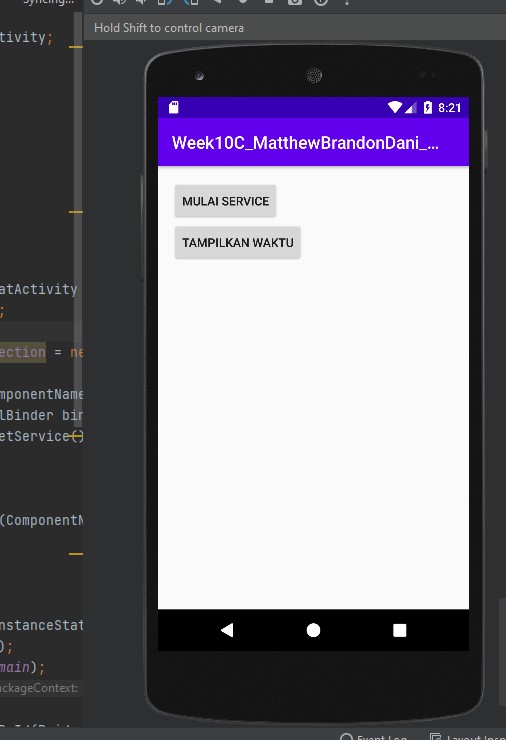 Syncing...
Hold Shift to control camera
tivity;
8:21
Week10C_MatthewBrandonDani_...
MULAI SERVICE
TAMPILKAN WAKTU
atActivity
;
ection = ne
mponentName
lBinder bin
etService()
(ComponentN
nstanceStat
);
main);
ackageContext:
Event Log
Layout Insp